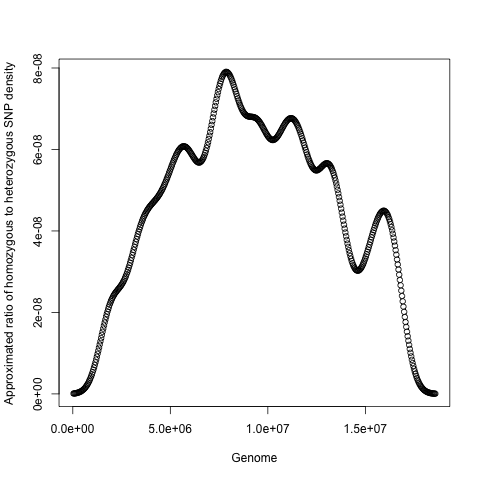 Approximated ratio of homozygous to heterozygous SNP density
8e-08
6e-08
4e-08
2e-08
0e+00
0.0e+00 5.0e+06 1.0e+07 1.5e+07
Genome